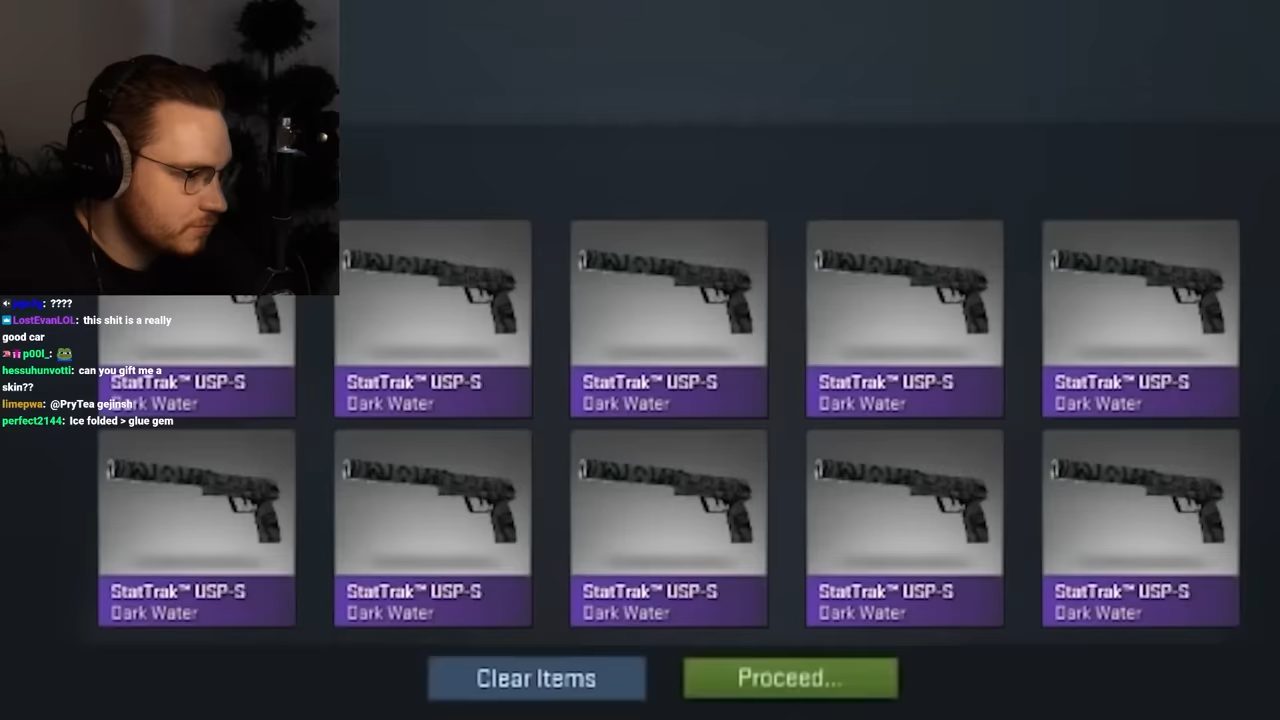 : ????
LostEvanLOL: this shit is a really
good car
p00l_:
hessuhunvotti: can you gift me a
skin??
limepwa: @PryTea gejinsh
perfect2144: Ice folded > glue gem
StatTrak™ USP-S
Dark Water
StatTrak™ USP-S
Dark Water
StatTrak™ USP-S
Dark Water
StatTrak™ USP-S
Dark Water
StatTrak™ USP-S
Dark Water
StatTrak™ USP-S
Dark Water
StatTrak™ USP-S
Dark Water
StatTrak™ USP-S
Dark Water
StatTrak™ USP-S
Dark Water
StatTrak™ USP-S
Dark Water
Clear Items
Proceed...